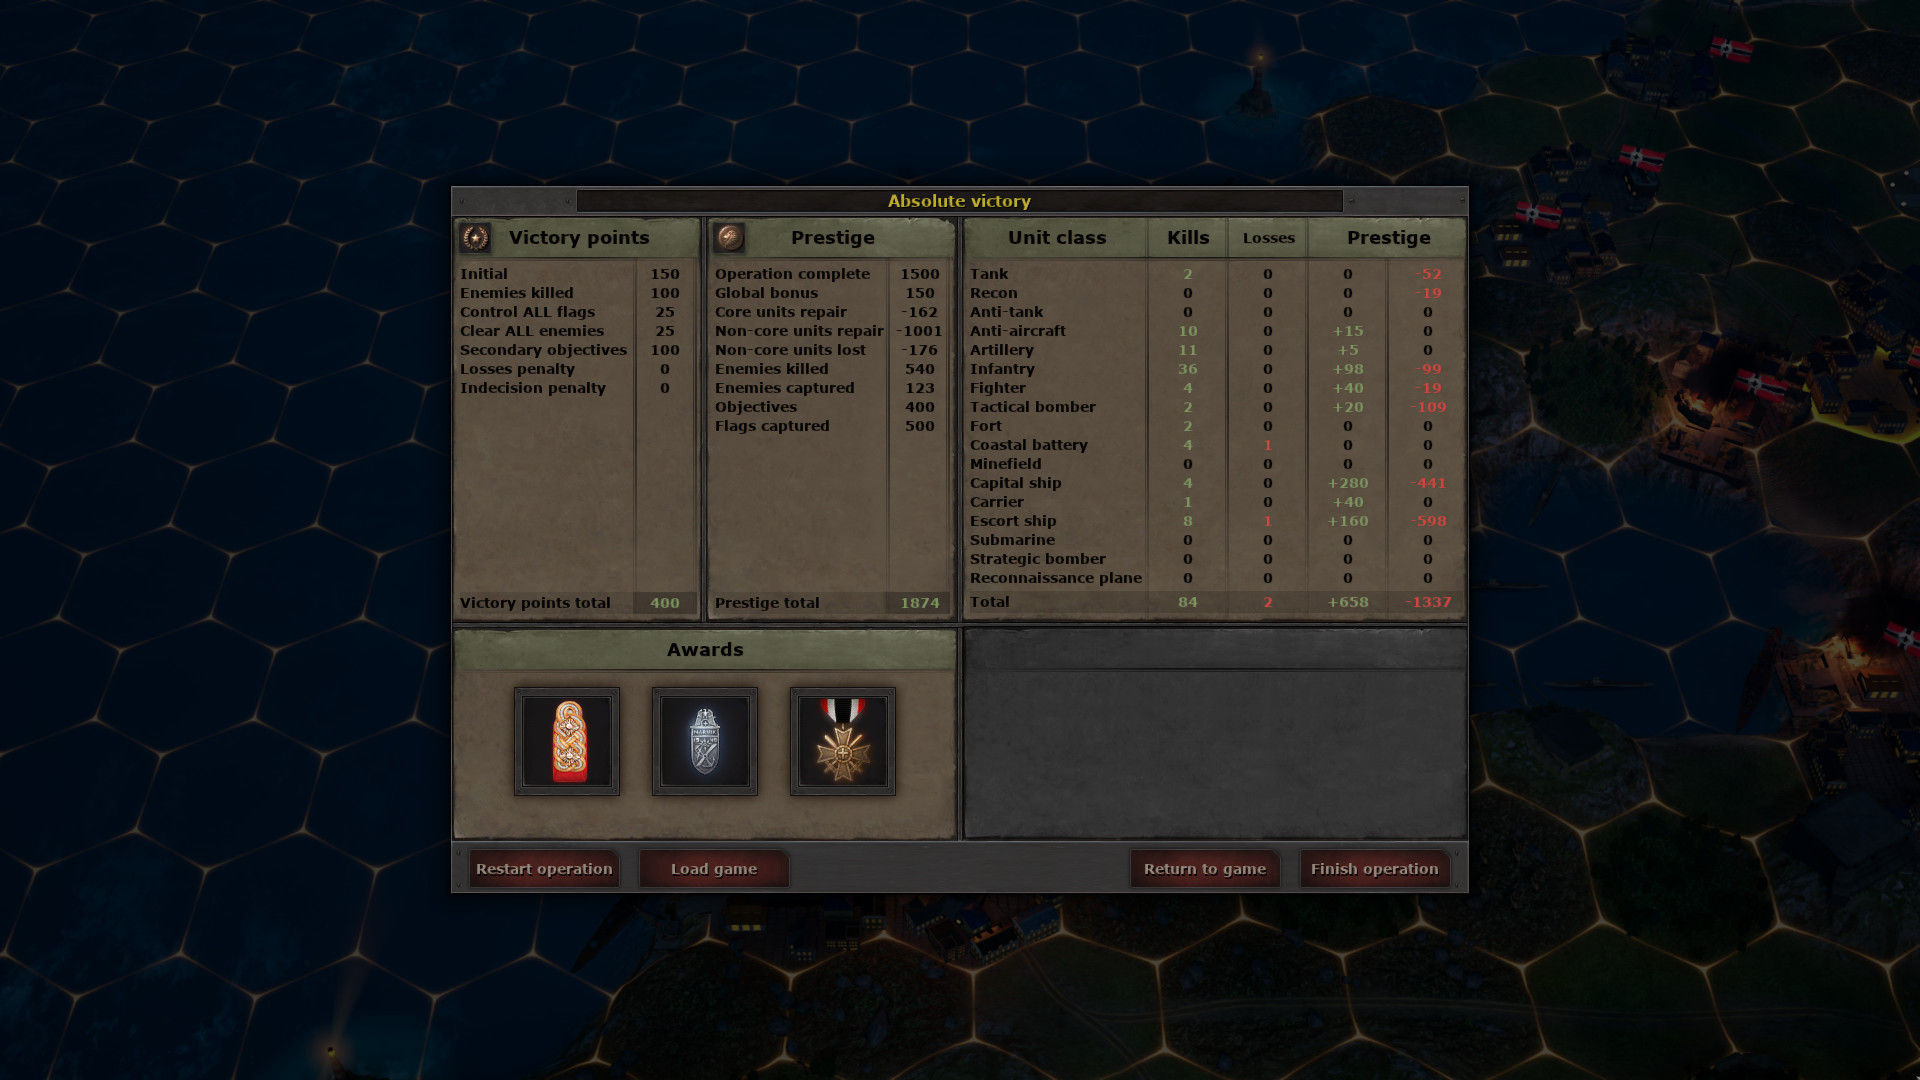 Absolute victory
Victory points
Initial 150
Enemies killed 100
Control ALL flags 25
Clear ALL enemies 25
Secondary objectives 100
Losses penalty 0
Indecision penalty 0
Victory points total 400
Prestige
Operation complete 1500
Global bonus 150
Core units repair -162
Non-core units repair -1001
Non-core units lost -176
Enemies killed 540
Enemies captured 123
Objectives 400
Flags captured 500
Prestige total 1874
Unit class Kills Losses Prestige
Tank 2 0 0 -52
Recon 0 0 0 -19
Anti-tank 0 0 0 0
Anti-aircraft 10 0 +15 0
Artillery 11 0 +5 0
Infantry 36 0 +98 -99
Fighter 4 0 +40 -19
Tactical bomber 2 0 +20 -109
Fort 2 0 0 0
Coastal battery 4 1 0 0
Minefield 0 0 0 0
Capital ship 4 0 +280 -441
Carrier 1 0 +40 0
Escort ship 8 1 +160 -598
Submarine 0 0 0 0
Strategic bomber 0 0 0 0
Reconnaissance plane 0 0 0 0
Total 84 2 +658 -1337
Awards
Restart operation
Load game
Return to game
Finish operation